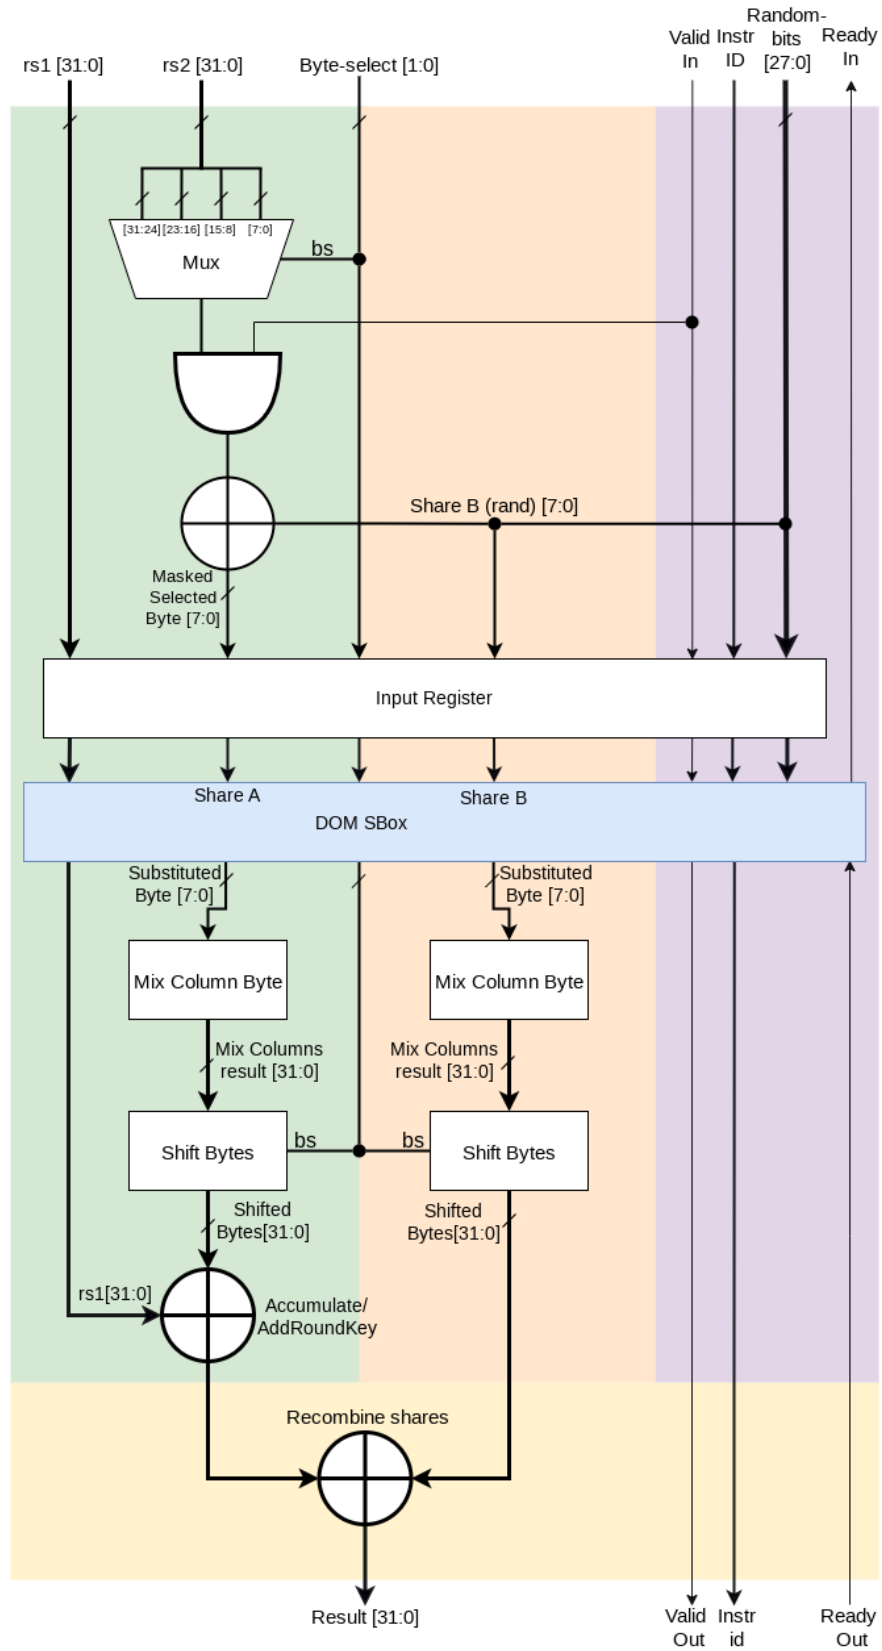 Random-
Valid Instr bits Ready
In ID [27:0] In
rs1 [31:0] rs2 [31:0] Byte-select [1:0]
[31:24] [23:16] [15:8] [7:0]
Mux
bs
Share B (rand) [7:0]
Masked
Selected
Byte [7:0]
Input Register
Share A Share B
DOM SBox
Substituted
Byte [7:0]
Substituted
Byte [7:0]
Mix Column Byte
Mix Column Byte
Mix Columns
result [31:0]
Mix Columns
result [31:0]
Shift Bytes
bs
bs
Shift Bytes
Shifted
Bytes[31:0]
Shifted
Bytes[31:0]
rs1[31:0]
Accumulate/
AddRoundKey
Recombine shares
Result [31:0]
Valid
Out
Instr
id
Ready
Out